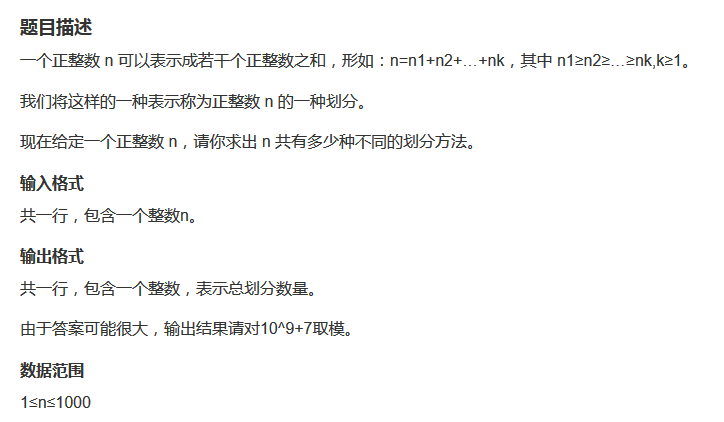 题目描述
一个正整数 n 可以表示成若干个正整数之和，形如：n=n1+n2+…+nk，其中 n1≥n2≥…≥nk,k≥1。
我们将这样的一种表示称为正整数 n 的一种划分。
现在给定一个正整数 n，请你求出 n 共有多少种不同的划分方法。
输入格式
共一行，包含一个整数n。
输出格式
共一行，包含一个整数，表示总划分数量。
由于答案可能很大，输出结果请对10^9+7取模。
数据范围
1≤n≤1000